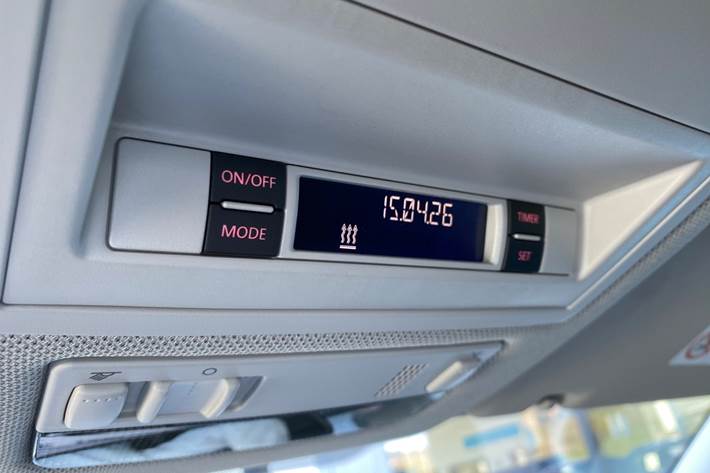 ON/OFF
MODE
15.04.26
TIMER
SET